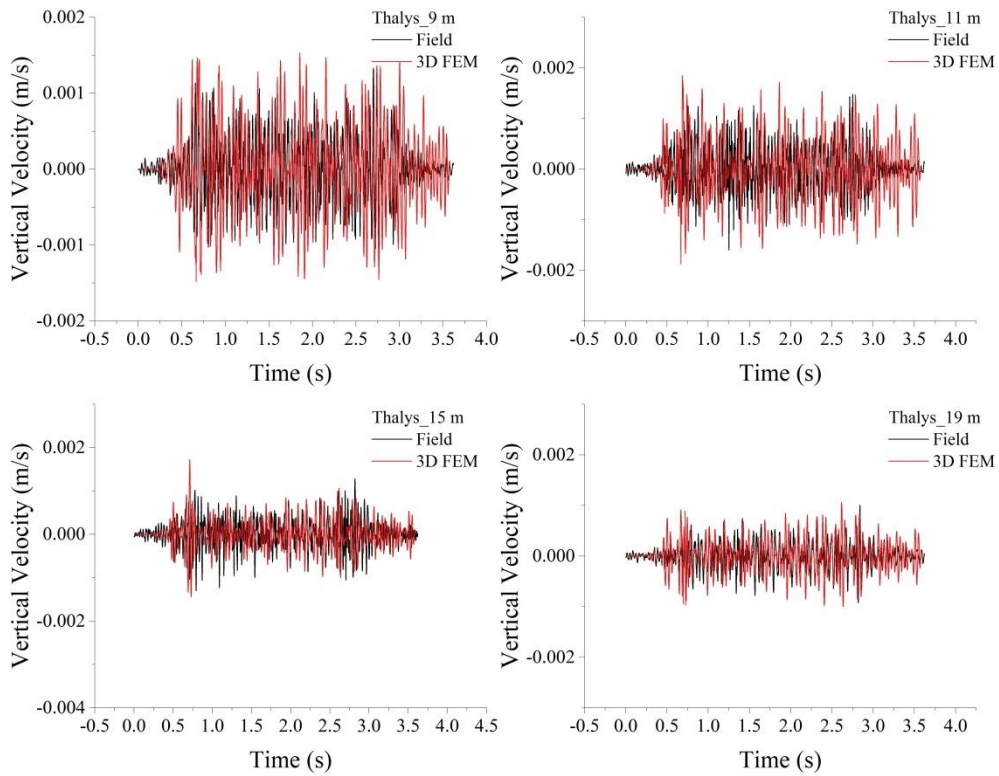 Thalys_9 m
Field
3D FEM
0.002
0.001
0.000
-0.001
-0.002
Vertical Velocity (m/s)
-0.5 0.0 0.5 1.0 1.5 2.0 2.5 3.0 3.5 4.0
Time (s)
Thalys_11 m
Field
3D FEM
0.002
0.000
-0.002
Vertical Velocity (m/s)
-0.5 0.0 0.5 1.0 1.5 2.0 2.5 3.0 3.5 4.0
Time (s)
Thalys_15 m
Field
3D FEM
0.002
0.000
-0.002
-0.004
Vertical Velocity (m/s)
-0.5 0.0 0.5 1.0 1.5 2.0 2.5 3.0 3.5 4.0 4.5
Time (s)
Thalys_19 m
Field
3D FEM
0.002
0.000
-0.002
Vertical Velocity (m/s)
-0.5 0.0 0.5 1.0 1.5 2.0 2.5 3.0 3.5 4.0
Time (s)